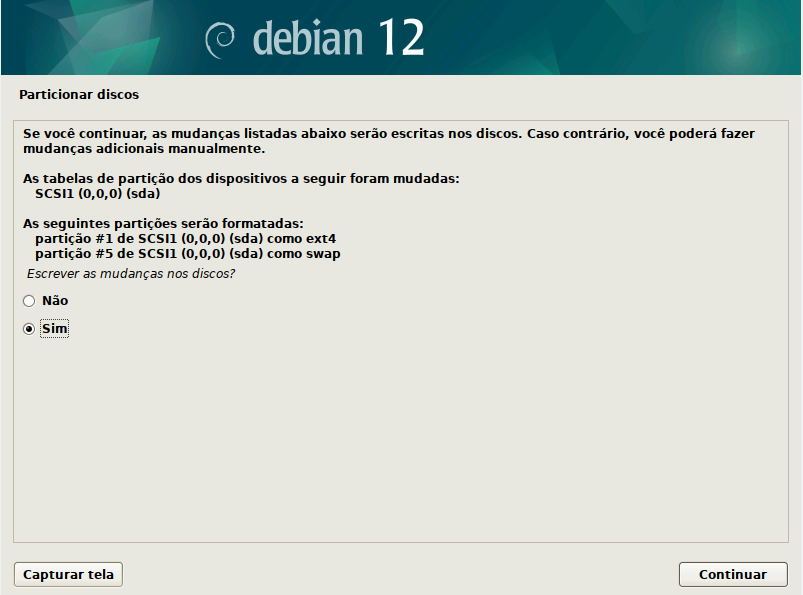 debian 12
Particionar discos
Se você continuar, as mudanças listadas abaixo serão escritas nos discos. Caso contrário, você poderá fazer
mudanças adicionais manualmente.
As tabelas de partição dos dispositivos a seguir foram mudadas:
SCSI1 (0,0,0) (sda)
As seguintes partições serão formatadas:
partição #1 de SCSI1 (0,0,0) (sda) como ext4
partição #5 de SCSI1 (0,0,0) (sda) como swap
Escrever as mudanças nos discos?
Não
Sim
Capturar tela
Continuar